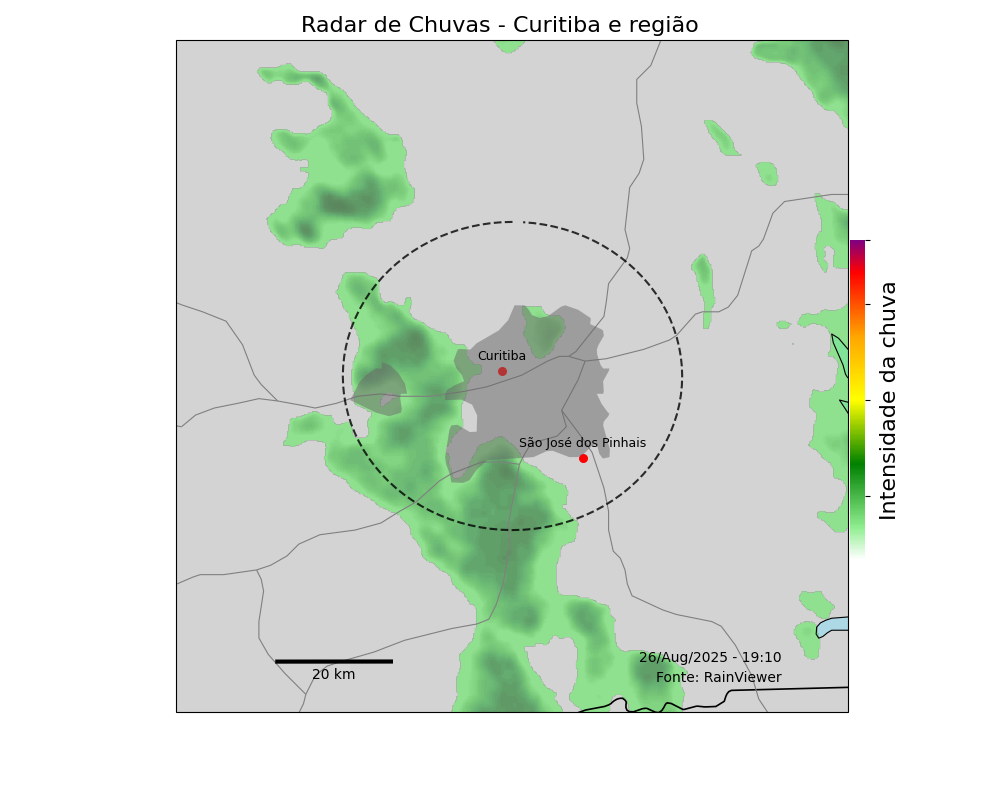 Radar de Chuvas - Curitiba e região
Curitiba
São José dos Pinhais
Intensidade da chuva
26/Aug/2025 - 19:10
Fonte: RainViewer
20 km